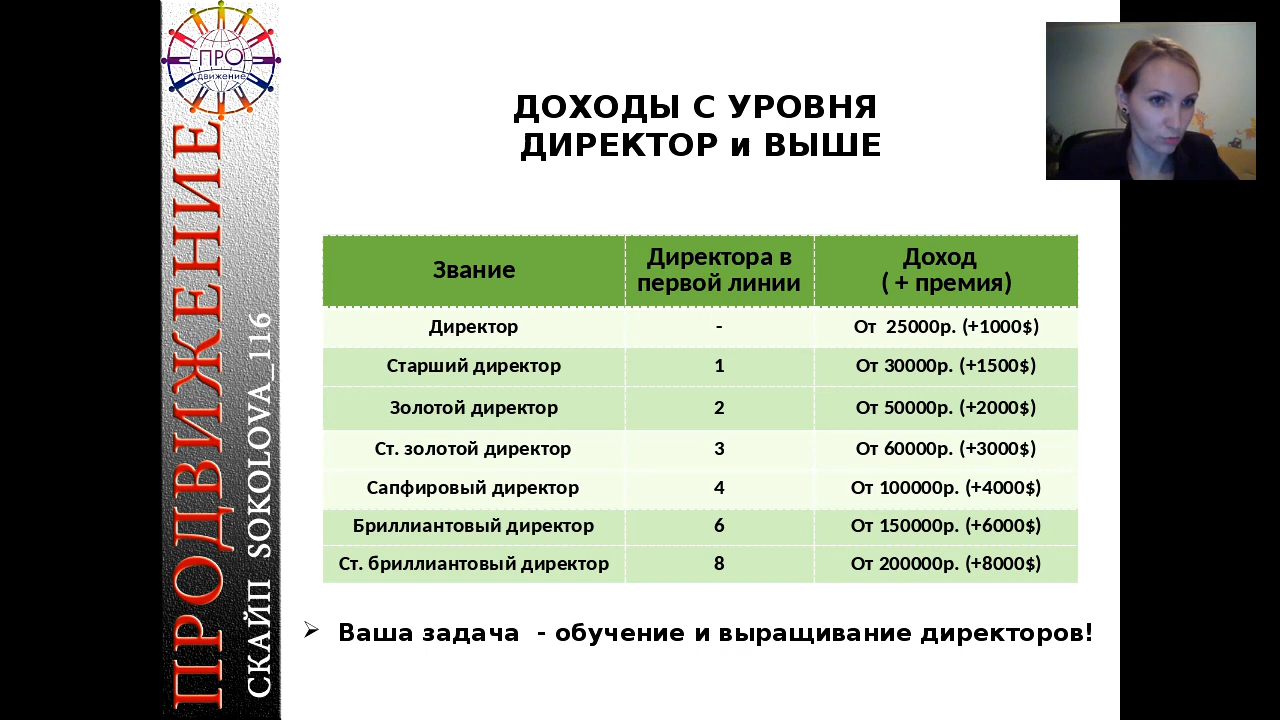 ПРО
движение
ПРОДВИЖЕНИЕ
СКАЙП SOKOLOVA_116
ДОХОДЫ С УРОВНЯ
ДИРЕКТОР и ВЫШЕ
Звание
Директора в
первой линии
Доход
( + премия)
Директор - От 25000р. (+1000$)
Старший директор 1 От 30000р. (+1500$)
Золотой директор 2 От 50000р. (+2000$)
Ст. золотой директор 3 От 60000р. (+3000$)
Сапфировый директор 4 От 100000р. (+4000$)
Бриллиантовый директор 6 От 150000р. (+6000$)
Ст. бриллиантовый директор 8 От 200000р. (+8000$)
Ваша задача - обучение и выращивание директоров!